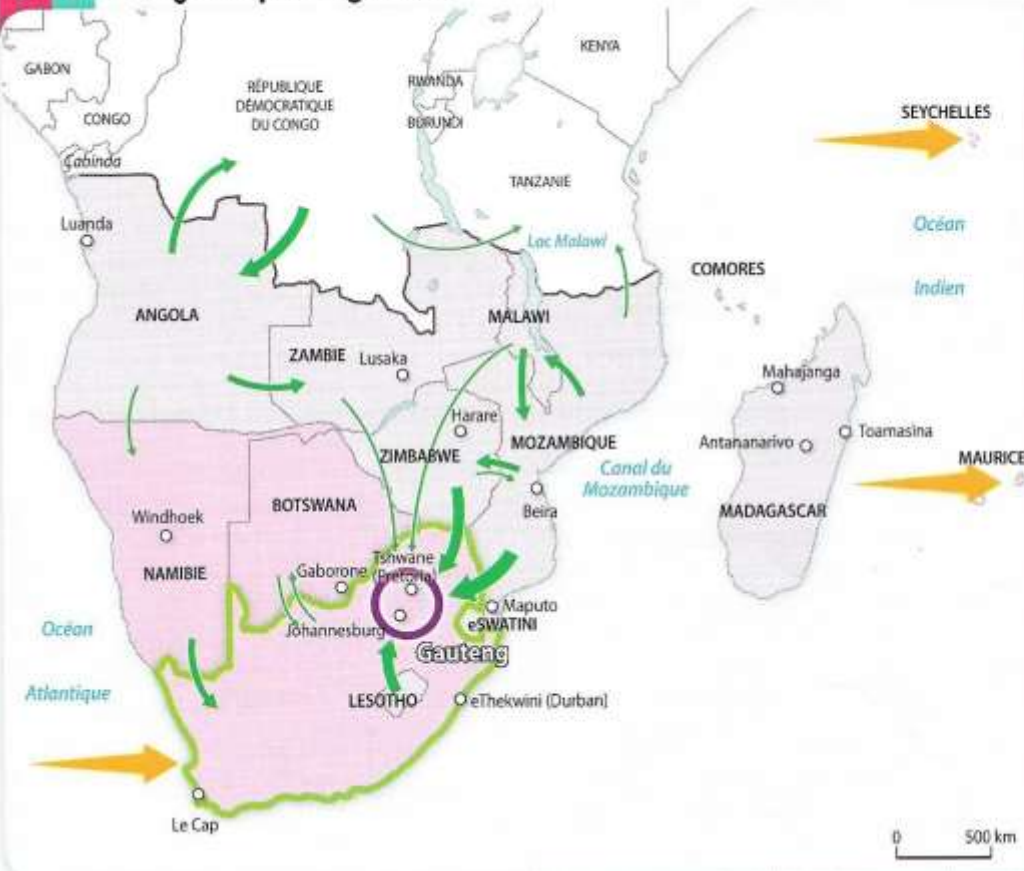 GABON
CONGO
RÉPUBLIQUE
DÉMOCRATIQUE
DU CONGO
RWANDA
BURUNDI
KENYA
SEYCHELLES
Cabinda
TANZANIE
Luanda
Lac Malawi
Océan
Indien
COMORES
ANGOLA
MALAWI
ZAMBIE
Lusaka
Mahajanga
Harare
ZIMBABWE
MOZAMBIQUE
Antananarivo
Toamasina
MAURICE
Canal du
Mozambique
BOTSWANA
Beira
MADAGASCAR
Windhoek
NAMIBIE
Gaborone
Tshwane
(Pretoria)
Johannesburg
Maputo
eSWATINI
Gauteng
Océan
Atlantique
LESOTHO
eThekwini (Durban)
Le Cap
0 500 km